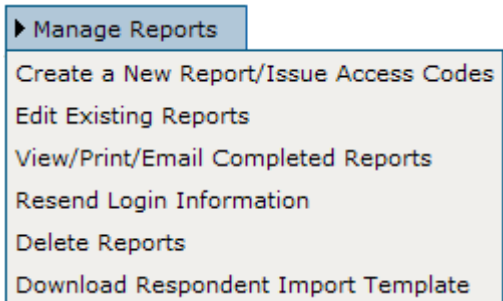 Manage Reports
Create a New Report/Issue Access Codes
Edit Existing Reports
View/Print/Email Completed Reports
Resend Login Information
Delete Reports
Download Respondent Import Template